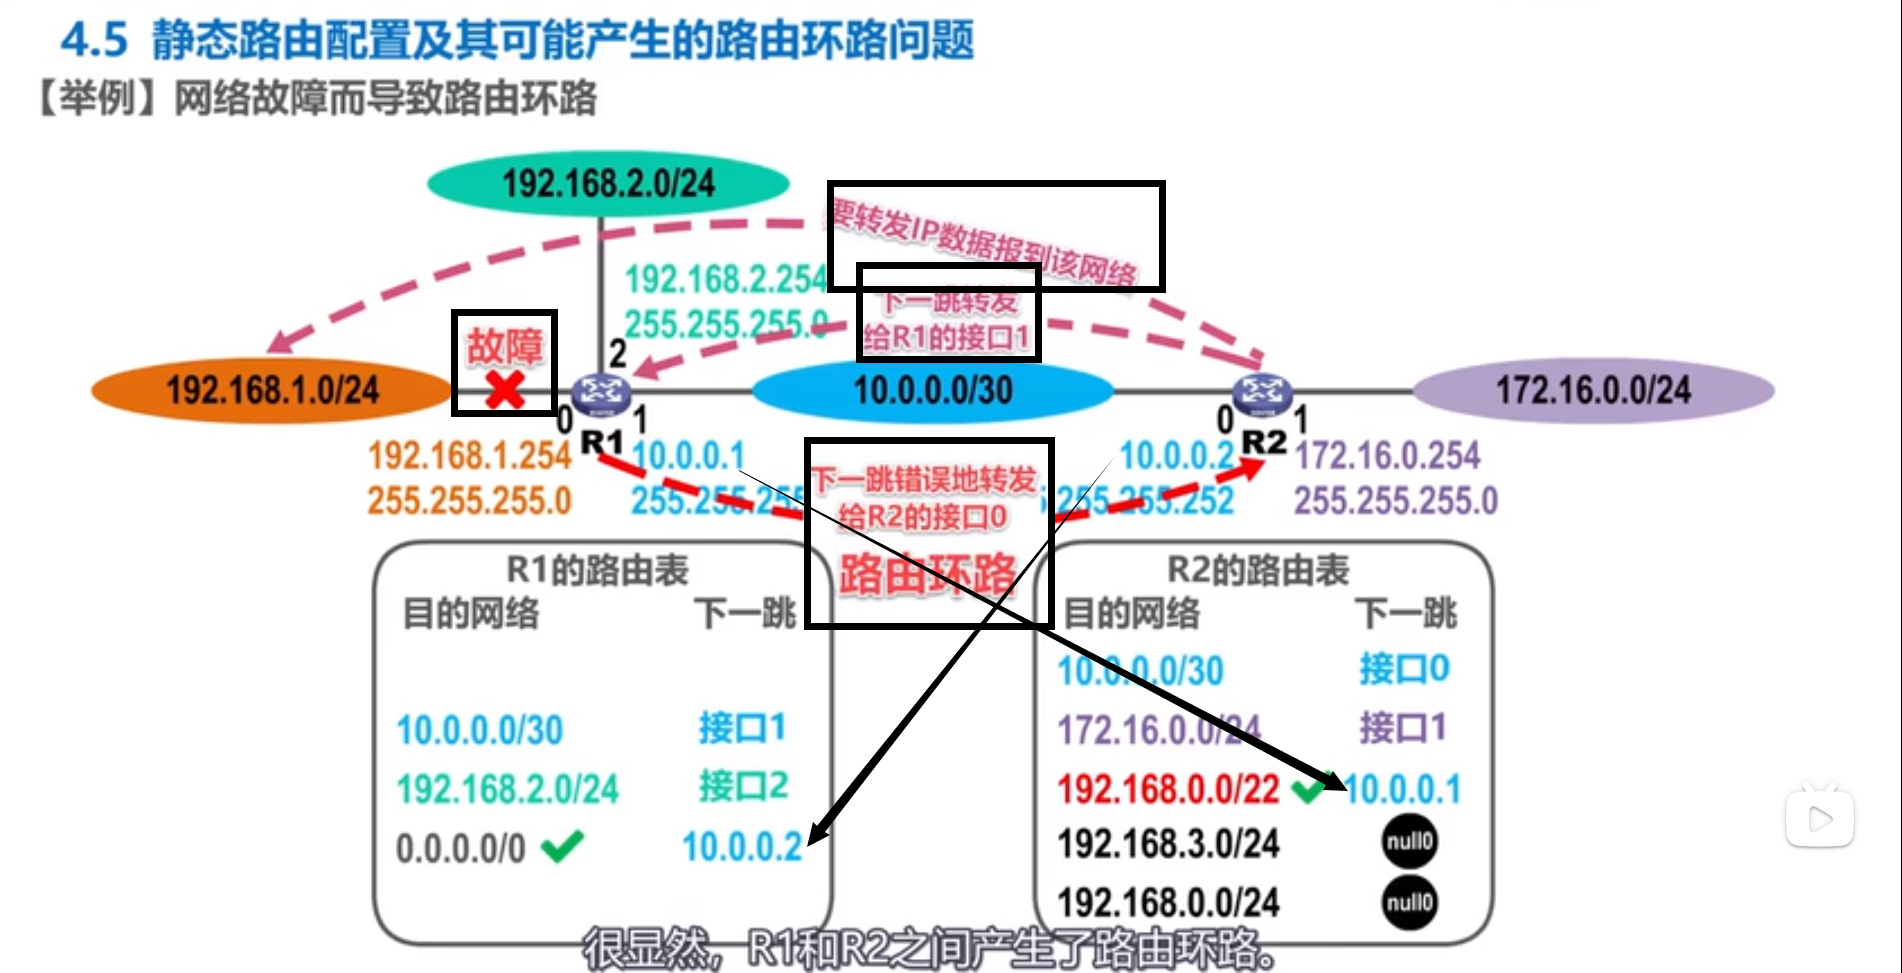 4.5 静态路由配置及其可能产生的路由环路问题
【举例】网络故障而导致路由环路
192.168.2.0/24
要转发IP数据报到该网络
192.168.2.254
255.255.255.0
下一跳转发
给R1的接口1
故障
2
192.168.1.0/24
10.0.0.0/30
172.16.0.0/24
0
R1
1
0
R2
1
192.168.1.254
255.255.255.0
10.0.0.1
255.255.255
下一跳错误地转发
给R2的接口0
路由环路
10.0.0.2
255.255.252
172.16.0.254
255.255.255.0
R1的路由表
目的网络 下一跳
10.0.0.0/30 接口1
192.168.2.0/24 接口2
0.0.0.0/0 10.0.0.2
R2的路由表
目的网络 下一跳
10.0.0.0/30 接口0
172.16.0.0/24 接口1
192.168.0.0/22 10.0.0.1
192.168.3.0/24 null0
192.168.0.0/24 null0
很显然，R1和R2之间产生了路由环路。